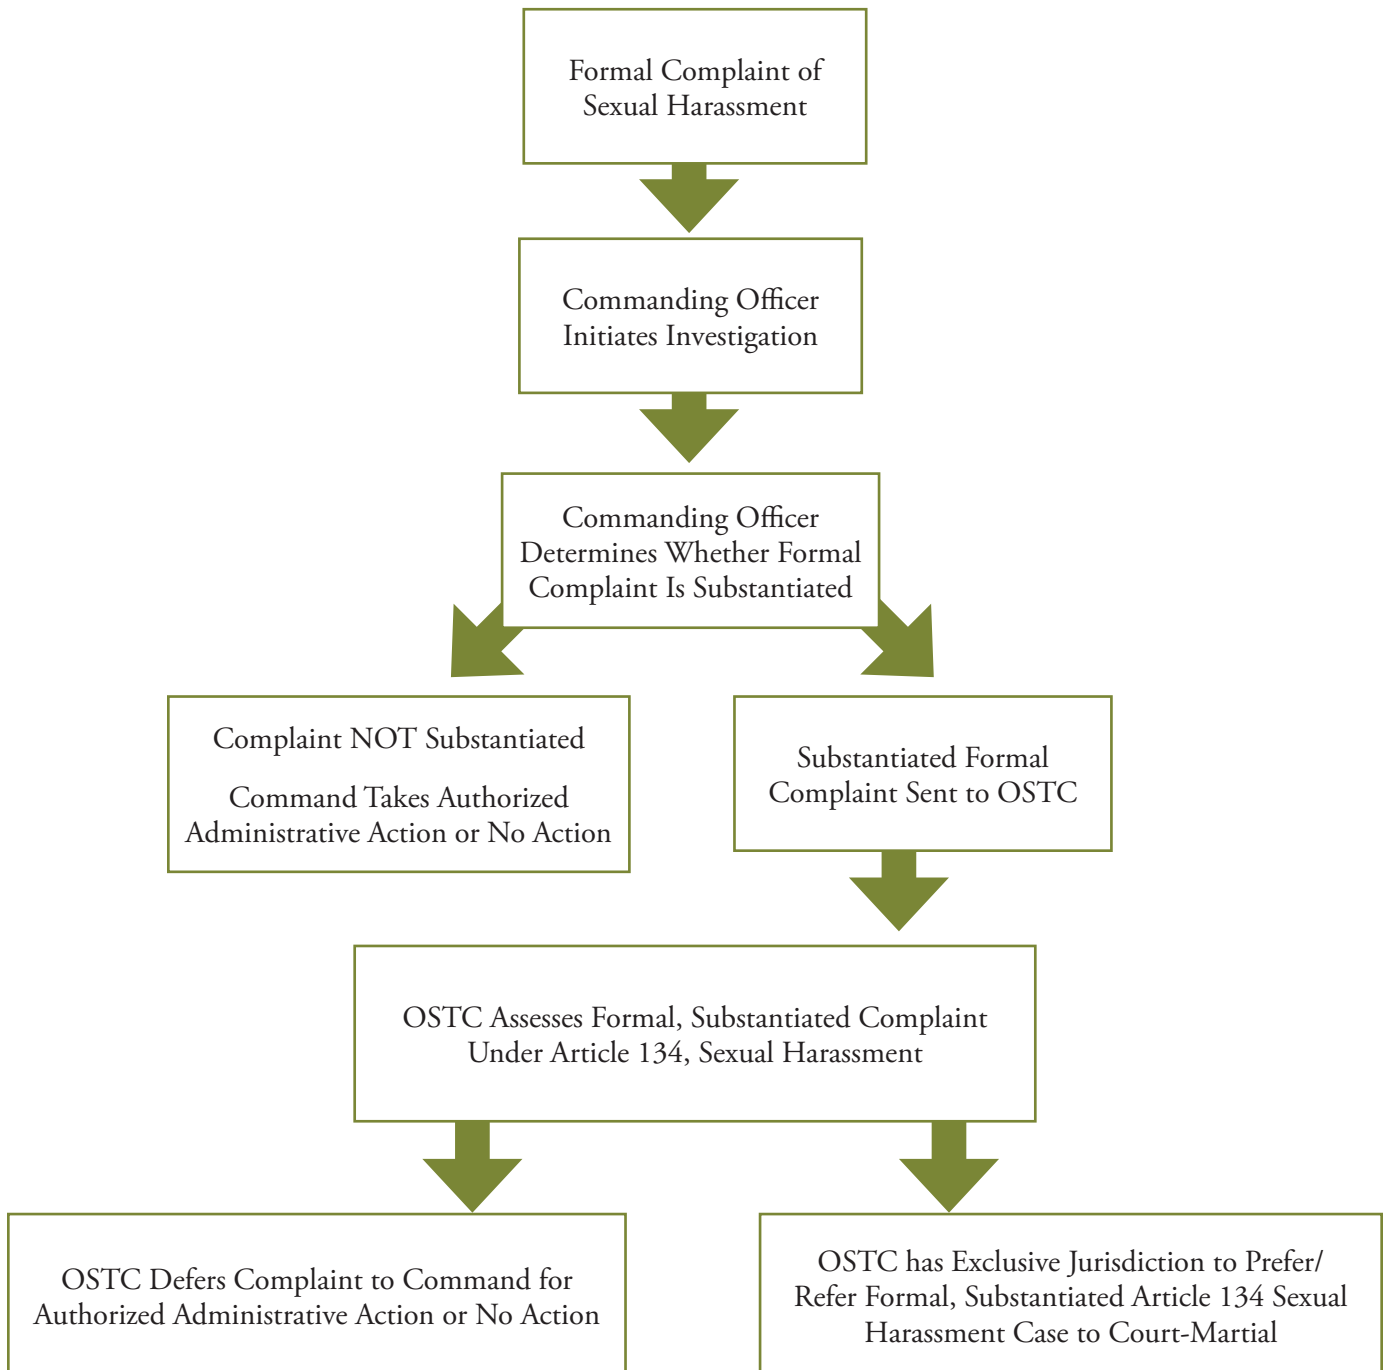 Formal Complaint of
Sexual Harassment
Commanding Officer
Initiates Investigation
Commanding Officer
Determines Whether Formal
Complaint Is Substantiated
Complaint NOT Substantiated
Command Takes Authorized
Administrative Action or No Action
Substantiated Formal
Complaint Sent to OSTC
OSTC Assesses Formal, Substantiated Complaint
Under Article 134, Sexual Harassment
OSTC Defers Complaint to Command for
Authorized Administrative Action or No Action
OSTC has Exclusive Jurisdiction to Prefer/
Refer Formal, Substantiated Article 134 Sexual
Harassment Case to Court-Martial